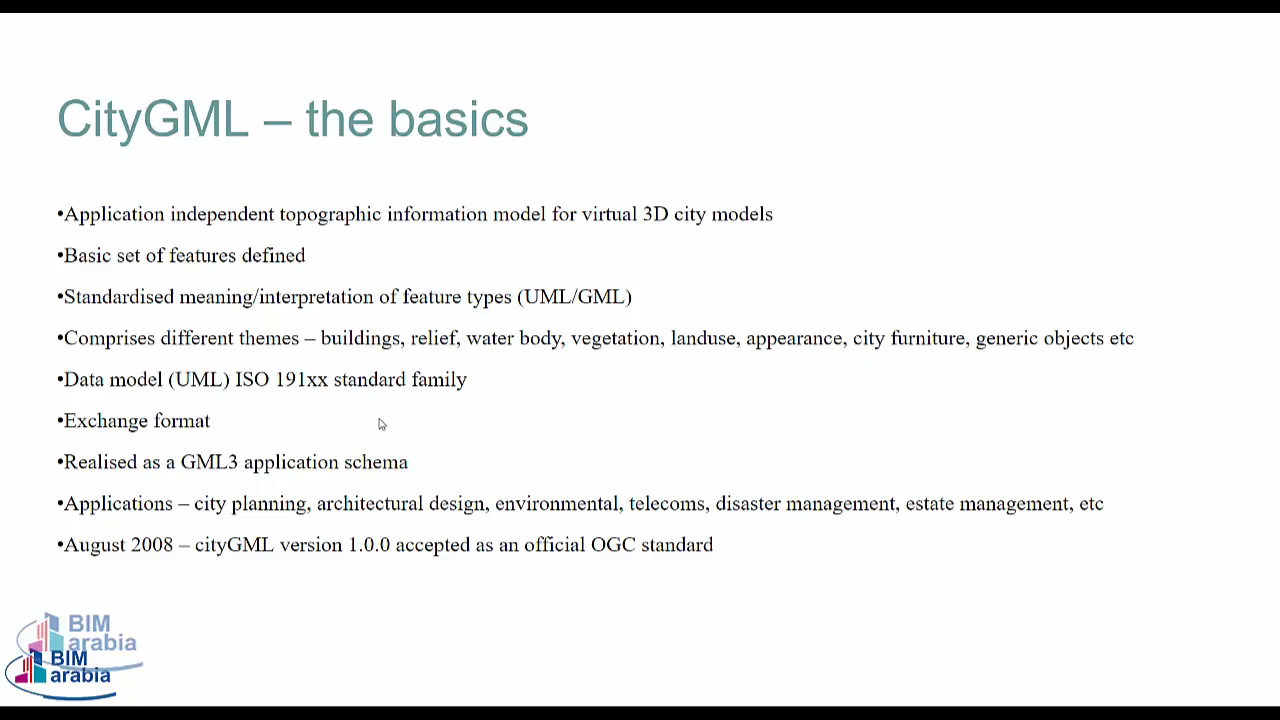 CityGML – the basics
•Application independent topographic information model for virtual 3D city models
•Basic set of features defined
•Standardised meaning/interpretation of feature types (UML/GML)
•Comprises different themes – buildings, relief, water body, vegetation, landuse, appearance, city furniture, generic objects etc
•Data model (UML) ISO 191xx standard family
•Exchange format
•Realised as a GML3 application schema
•Applications – city planning, architectural design, environmental, telecoms, disaster management, estate management, etc
•August 2008 – cityGML version 1.0.0 accepted as an official OGC standard
BIM
arabia
BIM
arabia